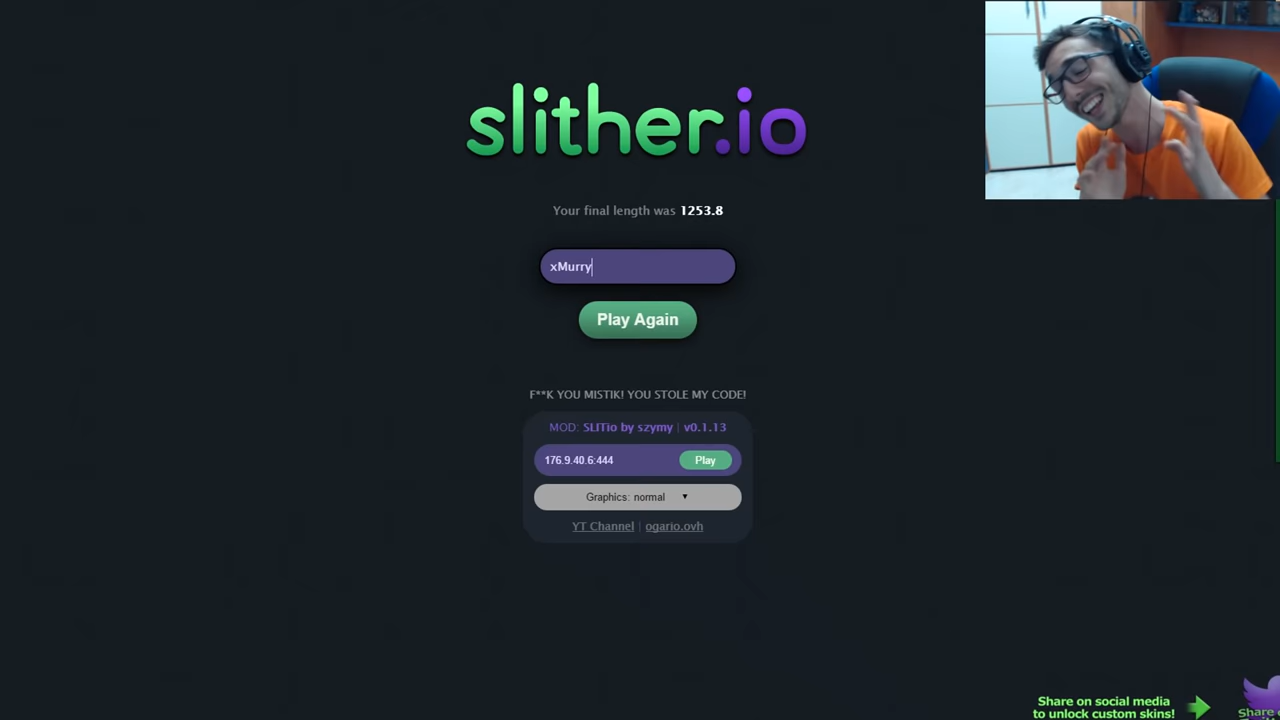 slither.io
Your final length was 1253.8
xMurry
Play Again
F**K YOU MISTIK! YOU STOLE MY CODE!
MOD: SLITio by szymy | v0.1.13
176.9.40.6:444 Play
Graphics: normal ▼
YT Channel | ogario.ovh
Share on social media
to unlock custom skins!
Share